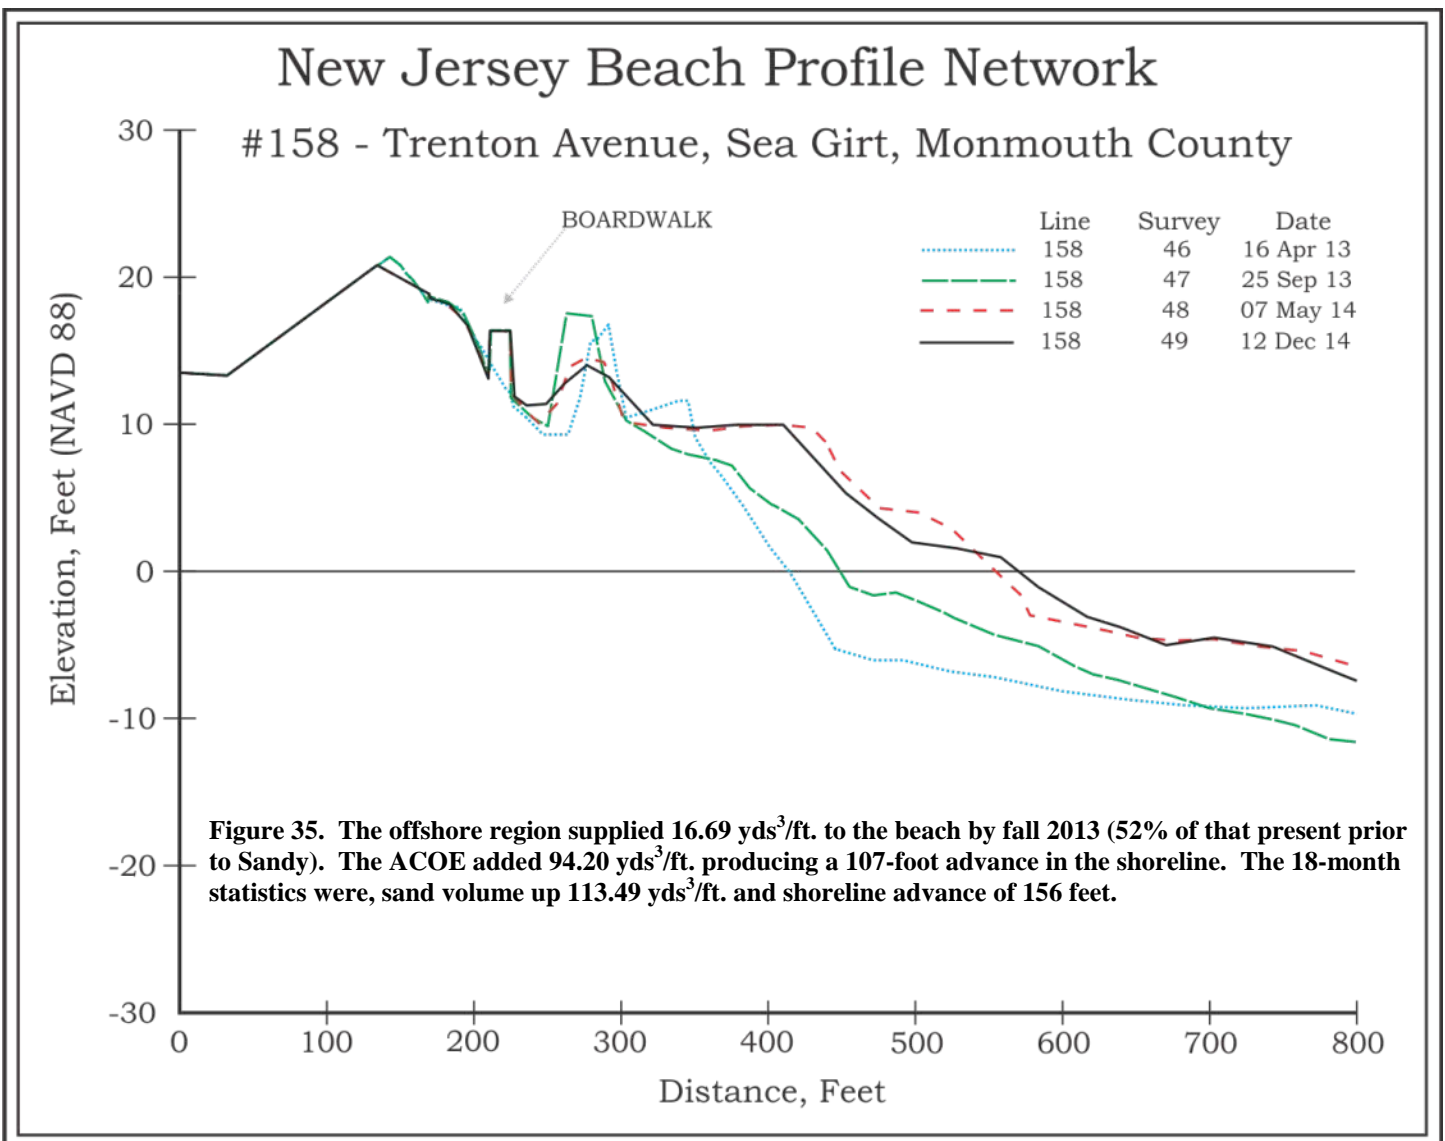 New Jersey Beach Profile Network
#158 - Trenton Avenue, Sea Girt, Monmouth County
BOARDWALK
Line Survey Date
158 46 16 Apr 13
158 47 25 Sep 13
158 48 07 May 14
158 49 12 Dec 14
Elevation, Feet (NAVD 88)
30
20
10
0
-10
-20
-30
Figure 35. The offshore region supplied 16.69 yds³/ft. to the beach by fall 2013 (52% of that present prior
to Sandy). The ACOE added 94.20 yds³/ft. producing a 107-foot advance in the shoreline. The 18-month
statistics were, sand volume up 113.49 yds³/ft. and shoreline advance of 156 feet.
0 100 200 300 400 500 600 700 800
Distance, Feet